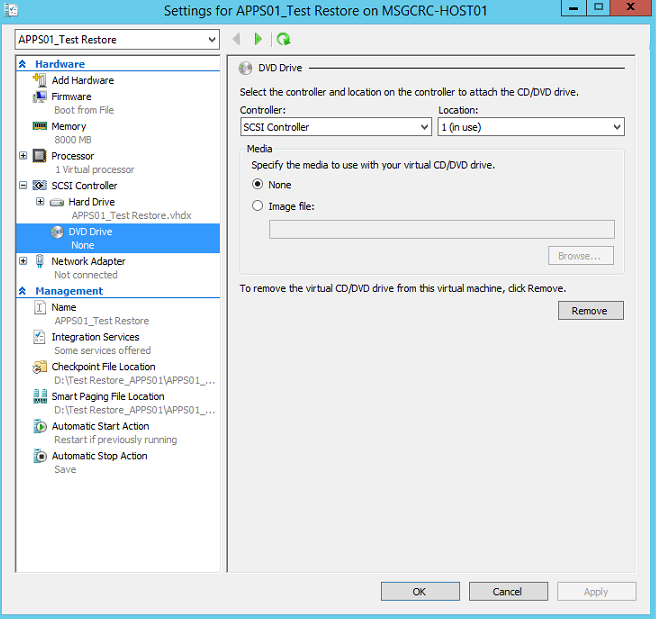 Settings for APPS01_Test Restore on MSGCRC-HOST01
APPS01_Test Restore
Hardware
Add Hardware
Firmware
Boot from File
Memory
8000 MB
Processor
1 Virtual processor
SCSI Controller
Hard Drive
APPS01_Test Restore.vhdx
DVD Drive
None
Network Adapter
Not connected
Management
Name
APPS01_Test Restore
Integration Services
Some services offered
Checkpoint File Location
D:\Test Restore_APPS01\APPS01_...
Smart Paging File Location
D:\Test Restore_APPS01\APPS01_...
Automatic Start Action
Restart if previously running
Automatic Stop Action
Save
DVD Drive
Select the controller and location on the controller to attach the CD/DVD drive.
Controller: Location:
SCSI Controller 1 (in use)
Media
Specify the media to use with your virtual CD/DVD drive.
None
Image file:
Browse...
To remove the virtual CD/DVD drive from this virtual machine, click Remove.
Remove
OK Cancel Apply